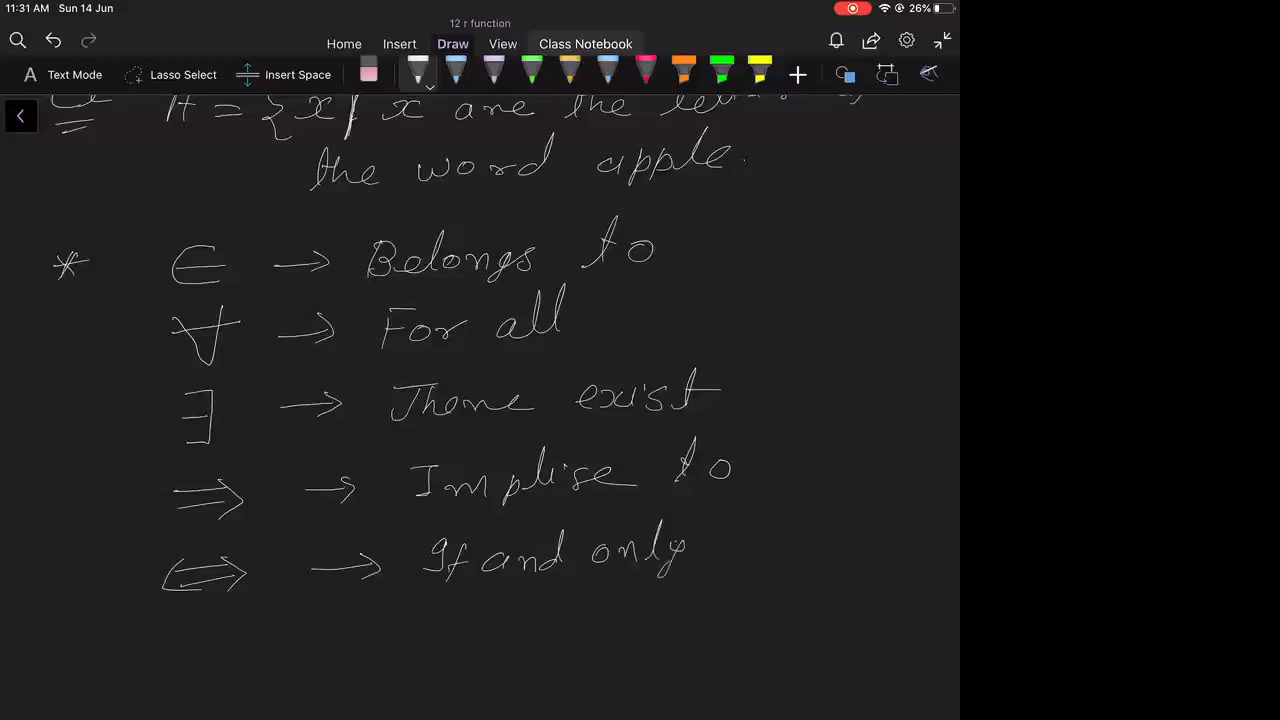 11:31 AM Sun 14 Jun
26%
12 r function
Home Insert Draw View Class Notebook
Text Mode Lasso Select Insert Space
A = {x/ x are the
the word apple.
* ∈ → Belongs to
∀ → For all
∃ → There exist
⇒ → Implise to
⇔ → If and only